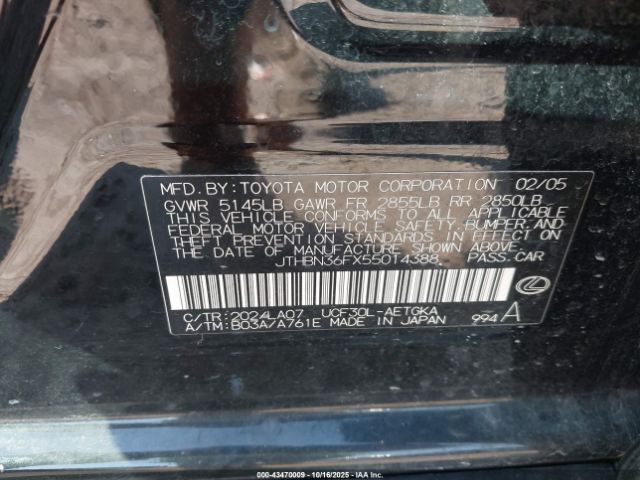 MFD. BY: TOYOTA MOTOR CORPORATION 02/05
GVWR 5145LB GAWR FR 2855LB RR 2850LB
THIS VEHICLE CONFORMS TO ALL APPLICABLE
FEDERAL MOTOR VEHICLE SAFETY, BUMPER, AND
THEFT PREVENTION STANDARDS IN EFFECT ON
THE DATE OF MANUFACTURE SHOWN ABOVE.
JTHBN36FX55014388 PASS. CAR
C/TR: 2024LA07 UCF30L-AETGKA
A/TM: B03A/A761E MADE IN JAPAN 994 A
000-43470009 - 10/16/2025 - COPYRIGHT © IAA, INC.